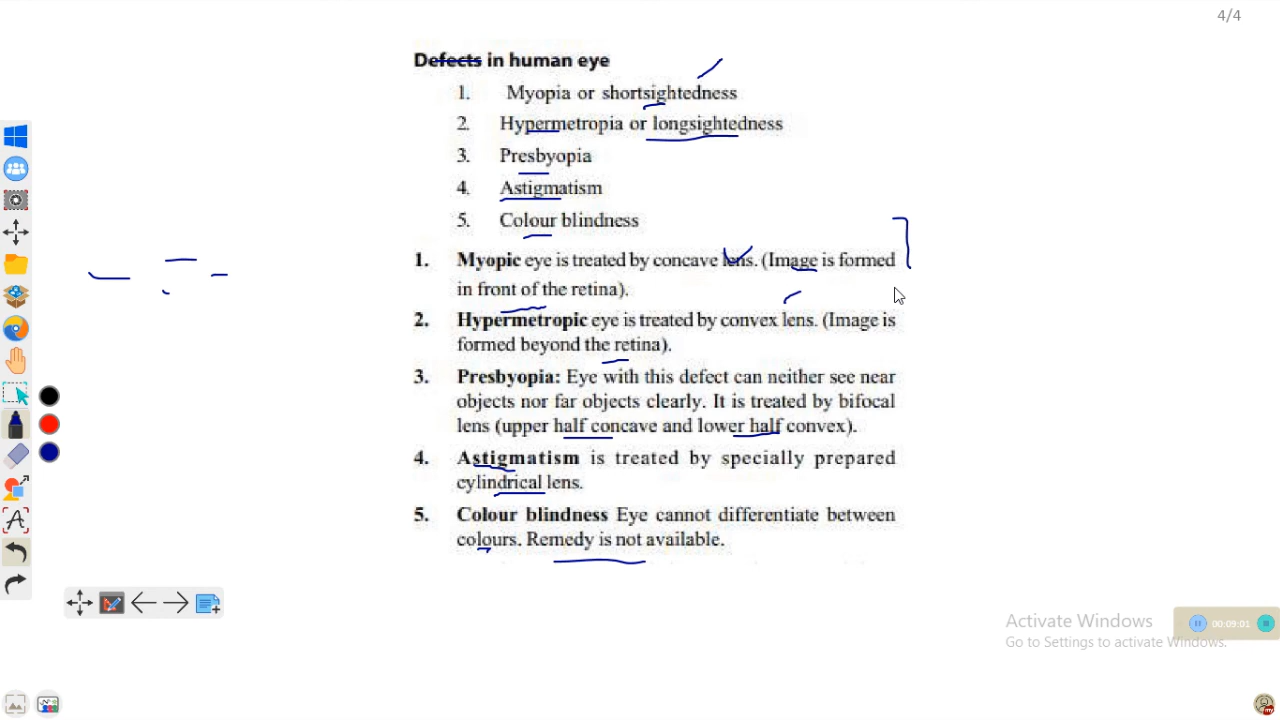 4/4
Defects in human eye
1. Myopia or shortsightedness
2. Hypermetropia or longsightedness
3. Presbyopia
4. Astigmatism
5. Colour blindness
1. Myopic eye is treated by concave lens. (Image is formed
in front of the retina).
2. Hypermetropic eye is treated by convex lens. (Image is
formed beyond the retina).
3. Presbyopia: Eye with this defect can neither see near
objects nor far objects clearly. It is treated by bifocal
lens (upper half concave and lower half convex).
4. Astigmatism is treated by specially prepared
cylindrical lens.
5. Colour blindness Eye cannot differentiate between
colours. Remedy is not available.
Activate Windows
Go to Settings to activate Windows.
00:09:01